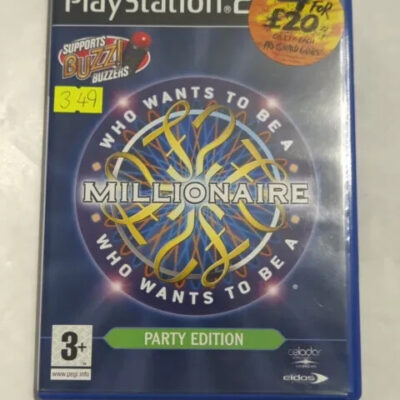 PlayStation®2
FOR
£20
SUPPORTS
BUZZ!
BUZZERS
3.49
WHO WANTS TO BE A
MILLIONAIRE
WHO WANTS TO BE A
PARTY EDITION
3+
www.pegi.info
celador
eidos